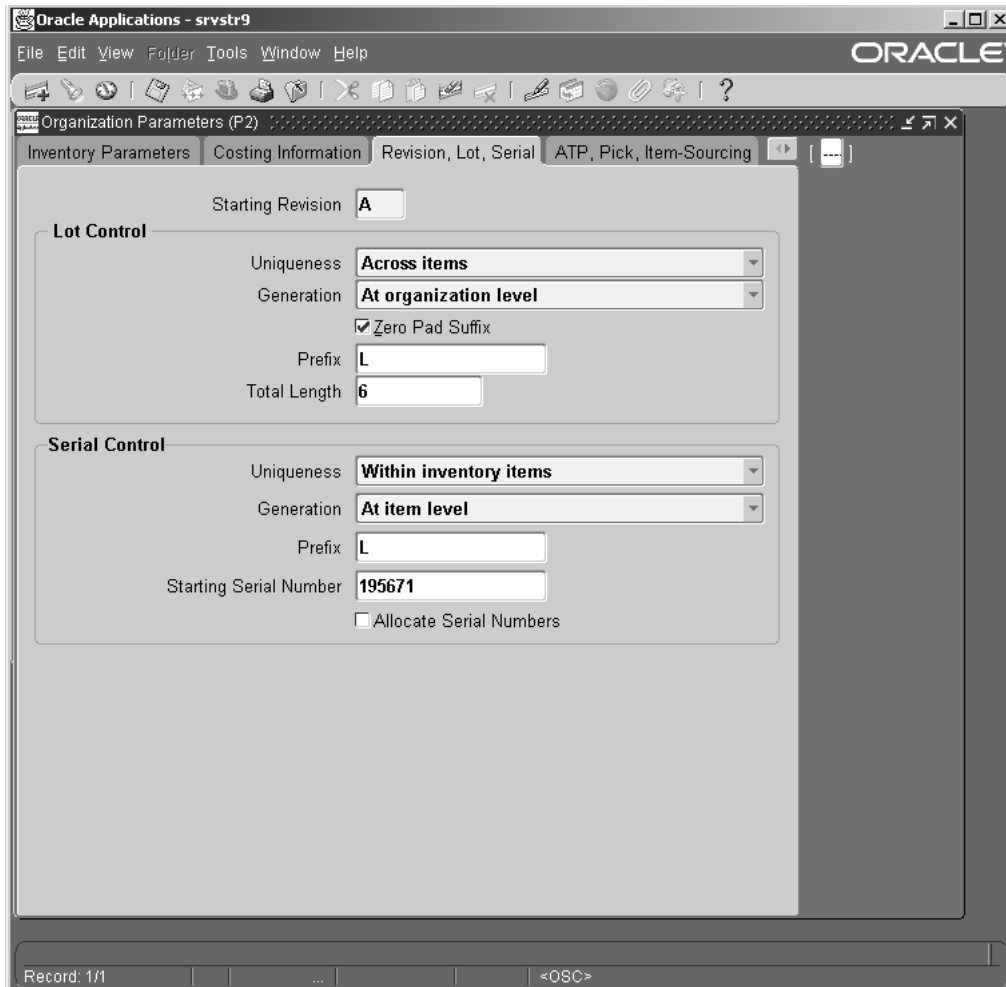 Oracle Applications - srvstr9
File Edit View Folder Tools Window Help ORACLE
Organization Parameters (P2)
Inventory Parameters Costing Information Revision, Lot, Serial ATP, Pick, Item-Sourcing [ ]
Starting Revision A
Lot Control
Uniqueness Across items
Generation At organization level
Zero Pad Suffix
Prefix L
Total Length 6
Serial Control
Uniqueness Within inventory items
Generation At item level
Prefix L
Starting Serial Number 195671
Allocate Serial Numbers
Record: 1/1 ... <OSC>